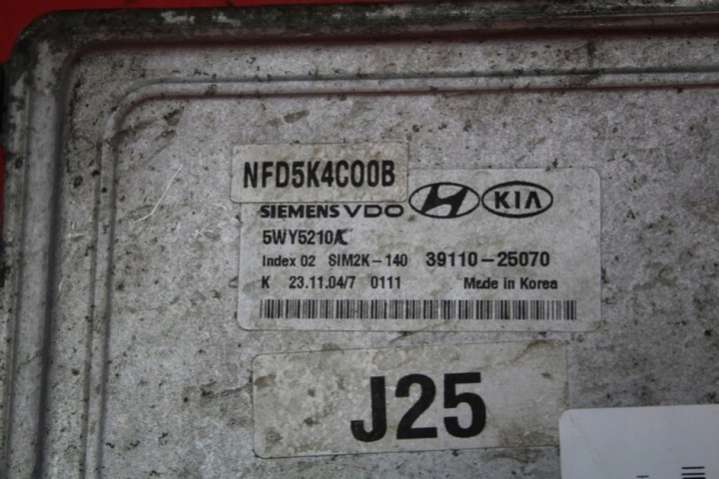 NFD5K4C00B
SIEMENS VDO KIA
5WY5210A
Index 02 SIM2K-140 39110-25070
K 23.11.04/7 0111 Made in Korea
J25